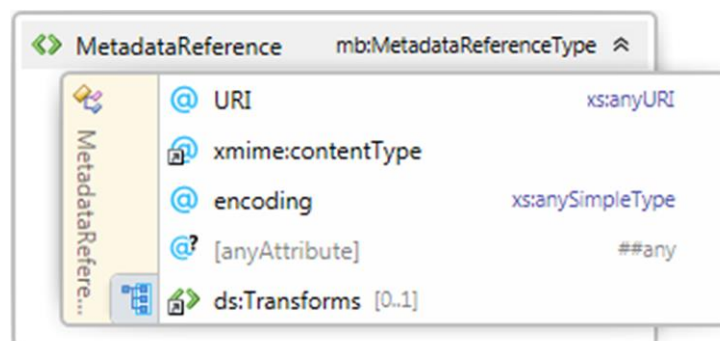 MetadataReference mb:MetadataReferenceType
MetadataRefere...
@ URI xs:anyURI
@ xmime:contentType
@ encoding xs:anySimpleType
@? [anyAttribute] ##any
ds:Transforms [0..1]